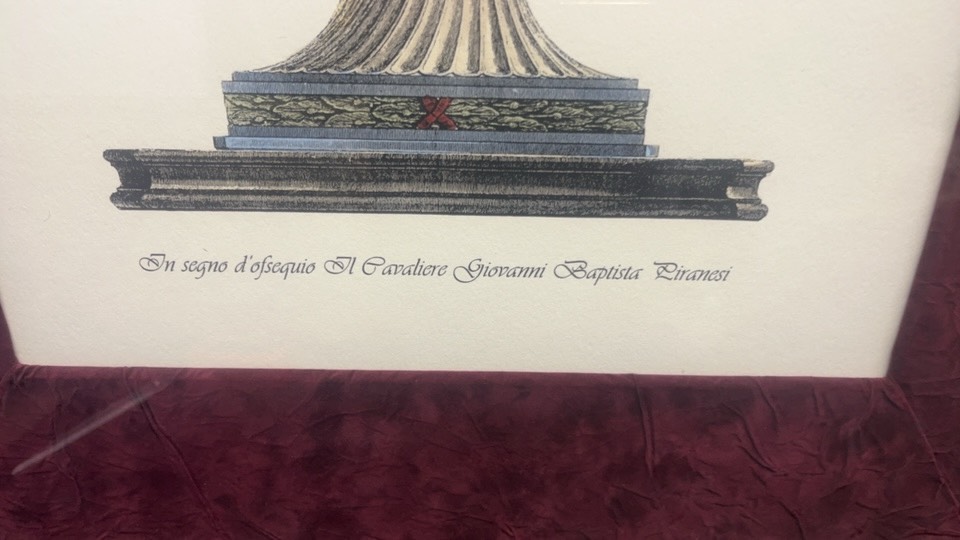 In segno d'ofsequio Il Cavaliere Giovanni Baptista Piranesi